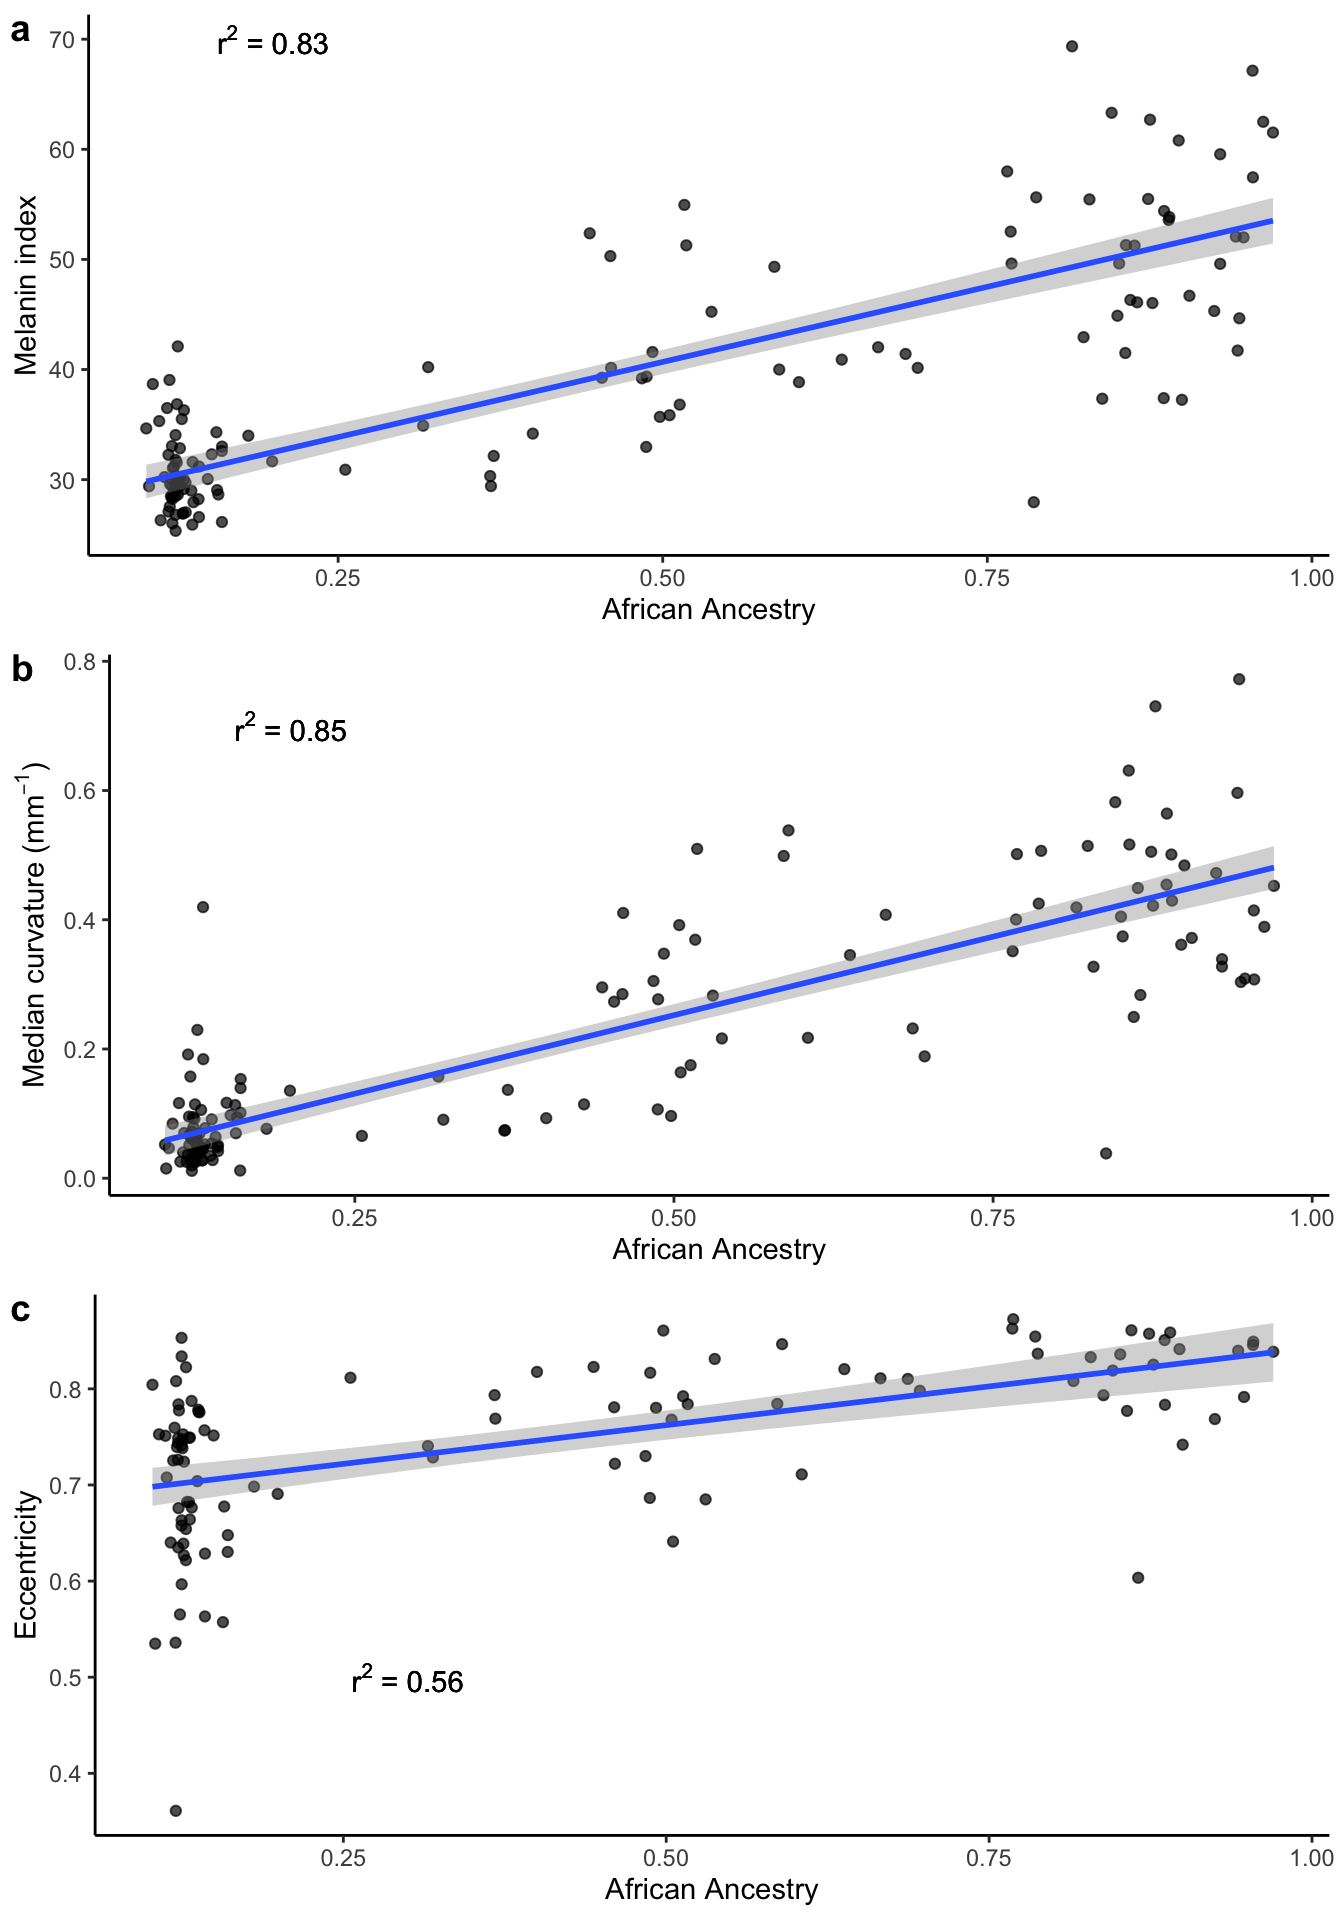 a
r² = 0.83
70
60
50
40
30
Melanin index
0.25 0.50 0.75 1.00
African Ancestry
b
r² = 0.85
0.8
0.6
0.4
0.2
0.0
Median curvature (mm⁻¹)
0.25 0.50 0.75 1.00
African Ancestry
c
0.8
0.7
0.6
0.5
0.4
Eccentricity
r² = 0.56
0.25 0.50 0.75 1.00
African Ancestry